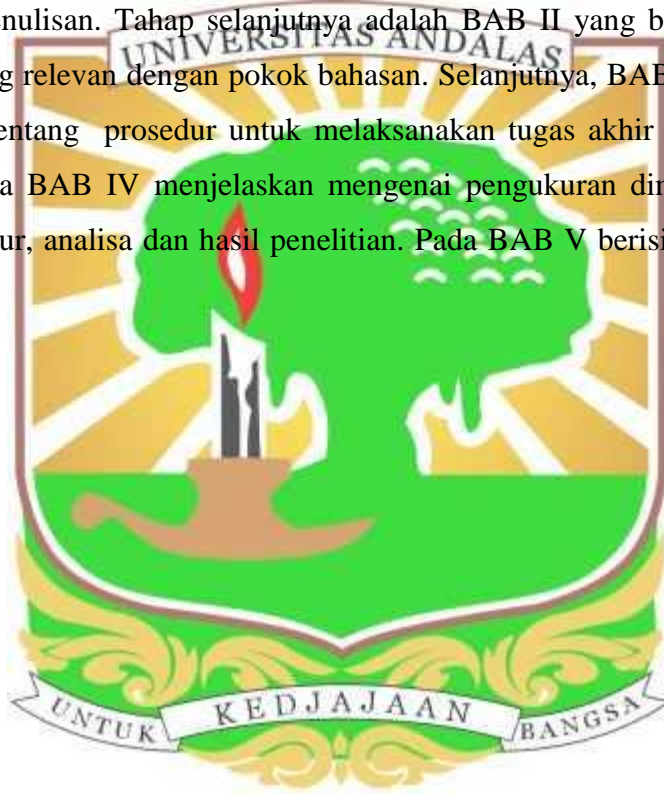 enulisan. Tahap selanjutnya adalah BAB II yang b
UNIVERSITAS ANDALAS
g relevan dengan pokok bahasan. Selanjutnya, BAB
entang prosedur untuk melaksanakan tugas akhir
a BAB IV menjelaskan mengenai pengukuran din
ur, analisa dan hasil penelitian. Pada BAB V berisi
UNTUK KEDJAJAAN BANGSA